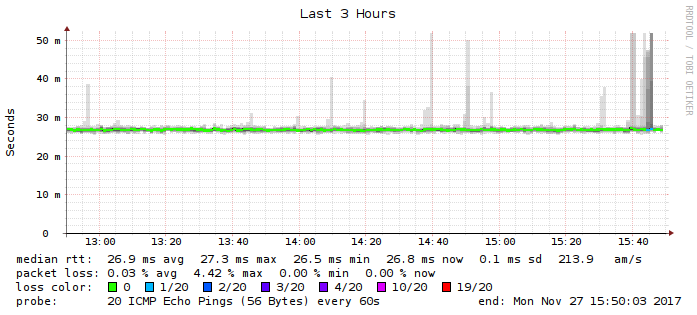 Last 3 Hours
RRDTOOL / TOBI OETIKER
Seconds
50 m
40 m
30 m
20 m
10 m
0
13:00 13:20 13:40 14:00 14:20 14:40 15:00 15:20 15:40
median rtt: 26.9 ms avg 27.3 ms max 26.5 ms min 26.8 ms now 0.1 ms sd 213.9 am/s
packet loss: 0.03 % avg 4.42 % max 0.00 % min 0.00 % now
loss color: 0 1/20 2/20 3/20 4/20 10/20 19/20
probe: 20 ICMP Echo Pings (56 Bytes) every 60s end: Mon Nov 27 15:50:03 2017